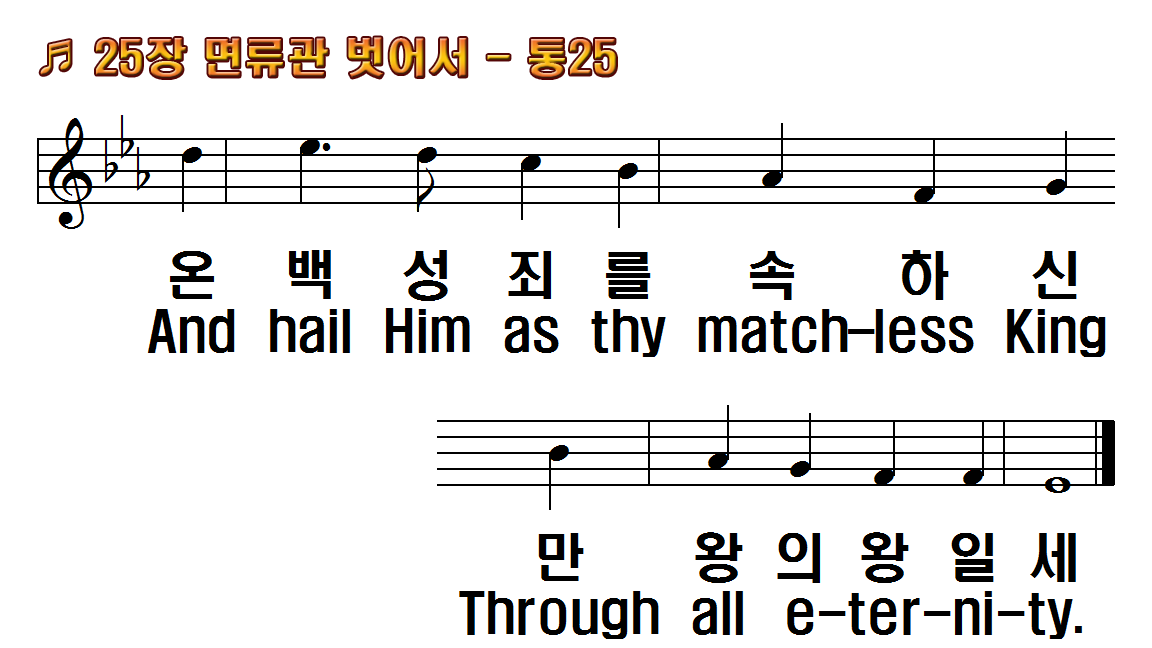 ♬ 25장 면류관 벗어서 - 통25
온 백 성 죄 를 속 하 신
And hail Him as thy match-less King
만 왕 의 왕 일 세
Through all e-ter-ni-ty.